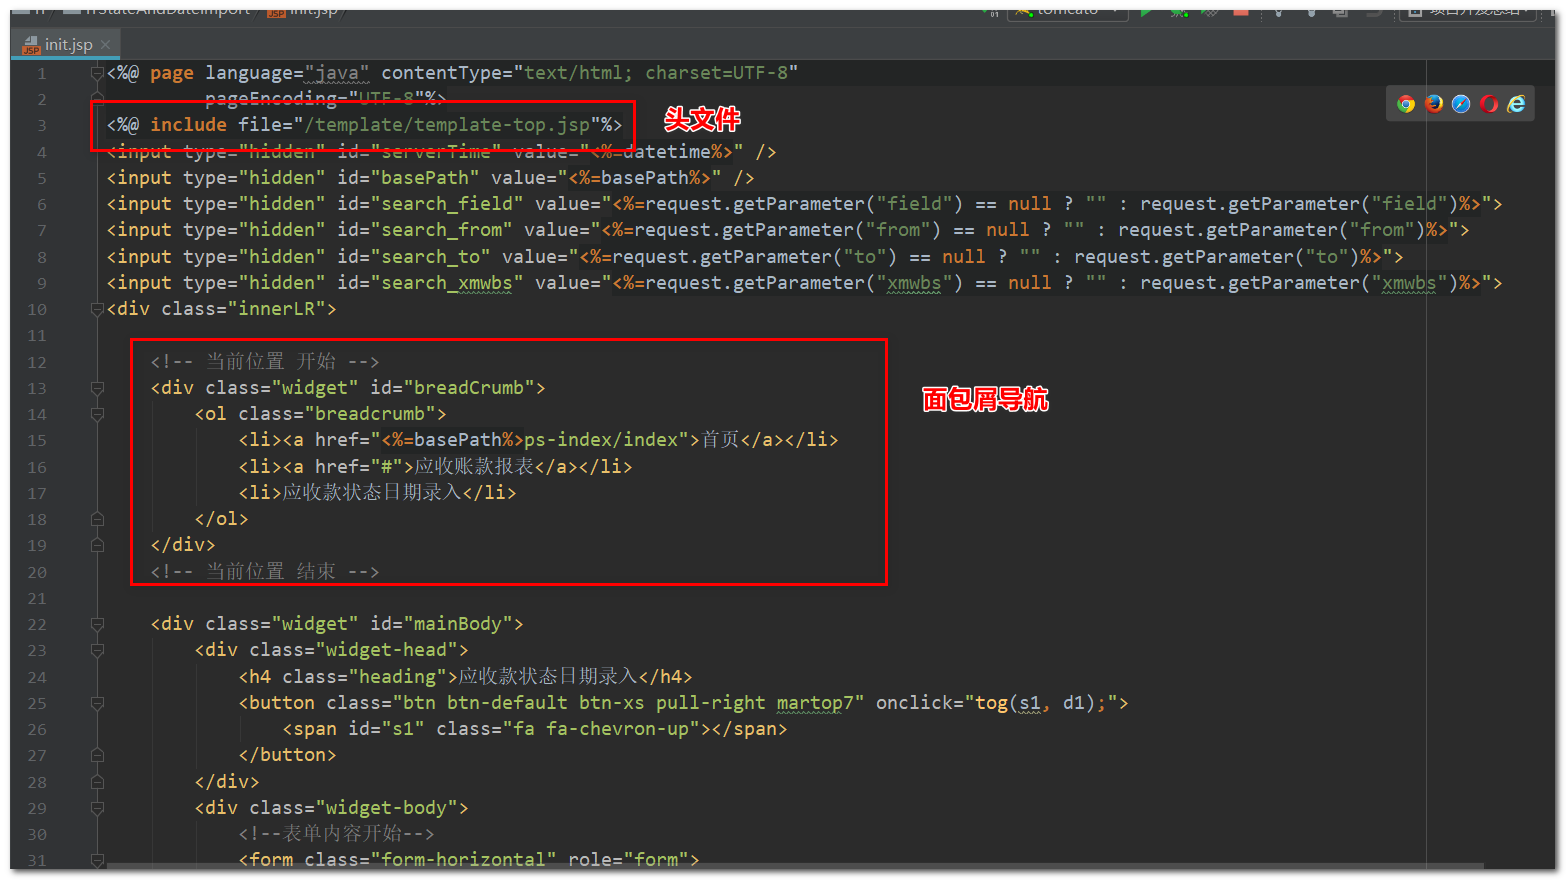 init.jsp
init.jsp
1 <%@ page language="java" contentType="text/html; charset=UTF-8"
2 pageEncoding="UTF-8"%>
3 <%@ include file="/template/template-top.jsp"%>
头文件
4 <input type="hidden" id="serverTime" value="<%=datetime%>" />
5 <input type="hidden" id="basePath" value="<%=basePath%>" />
6 <input type="hidden" id="search_field" value="<%=request.getParameter("field") == null ? "" : request.getParameter("field")%>">
7 <input type="hidden" id="search_from" value="<%=request.getParameter("from") == null ? "" : request.getParameter("from")%>">
8 <input type="hidden" id="search_to" value="<%=request.getParameter("to") == null ? "" : request.getParameter("to")%>">
9 <input type="hidden" id="search_xmwbs" value="<%=request.getParameter("xmwbs") == null ? "" : request.getParameter("xmwbs")%>">
10 <div class="innerLR">
11
12 <!-- 当前位置 开始 -->
13 <div class="widget" id="breadCrumb">
面包屑导航
14 <ol class="breadcrumb">
15 <li><a href="<%=basePath%>ps-index/index">首页</a></li>
16 <li><a href="#">应收账款报表</a></li>
17 <li>应收款状态日期录入</li>
18 </ol>
19 </div>
20 <!-- 当前位置 结束 -->
21
22 <div class="widget" id="mainBody">
23 <div class="widget-head">
24 <h4 class="heading">应收款状态日期录入</h4>
25 <button class="btn btn-default btn-xs pull-right martop7" onclick="tog(s1, d1);">
26 <span id="s1" class="fa fa-chevron-up"></span>
27 </button>
28 </div>
29 <div class="widget-body">
30 <!--表单内容开始-->
31 <form class="form-horizontal" role="form">